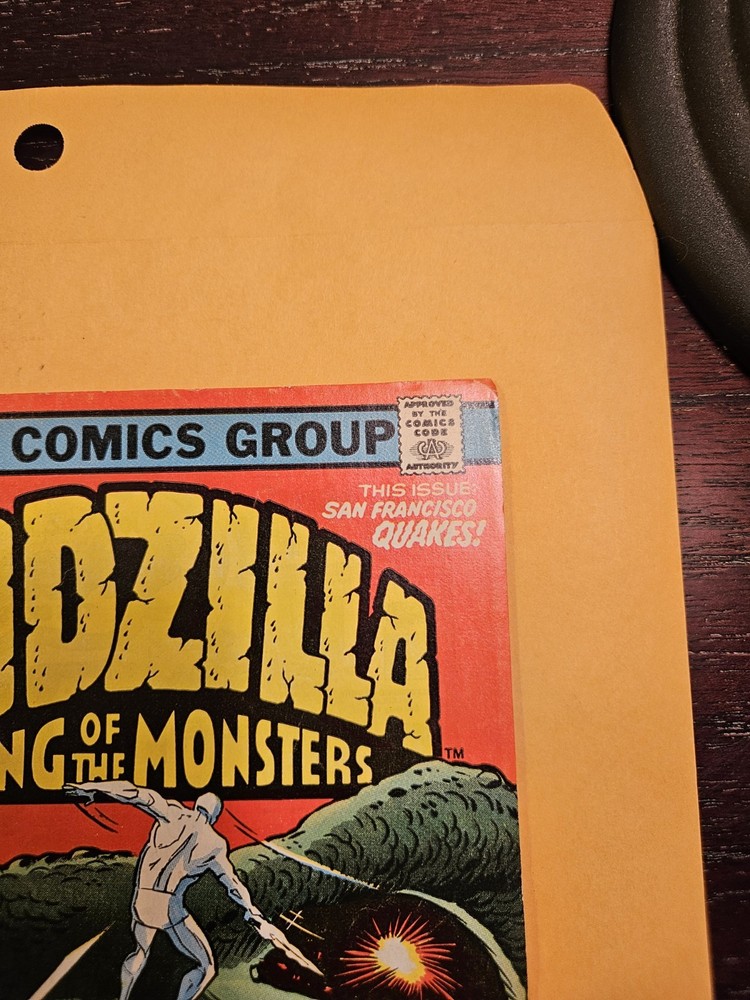 COMICS GROUP
APPROVED
BY THE
COMICS
CODE
CA
AUTHORITY
THIS ISSUE:
SAN FRANCISCO
QUAKES!
DZILLA
NG OF THE MONSTERS
TM